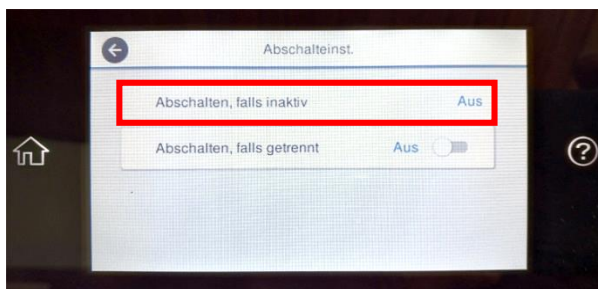 Abschalteinst.
Abschalten, falls inaktiv Aus
Abschalten, falls getrennt Aus
?